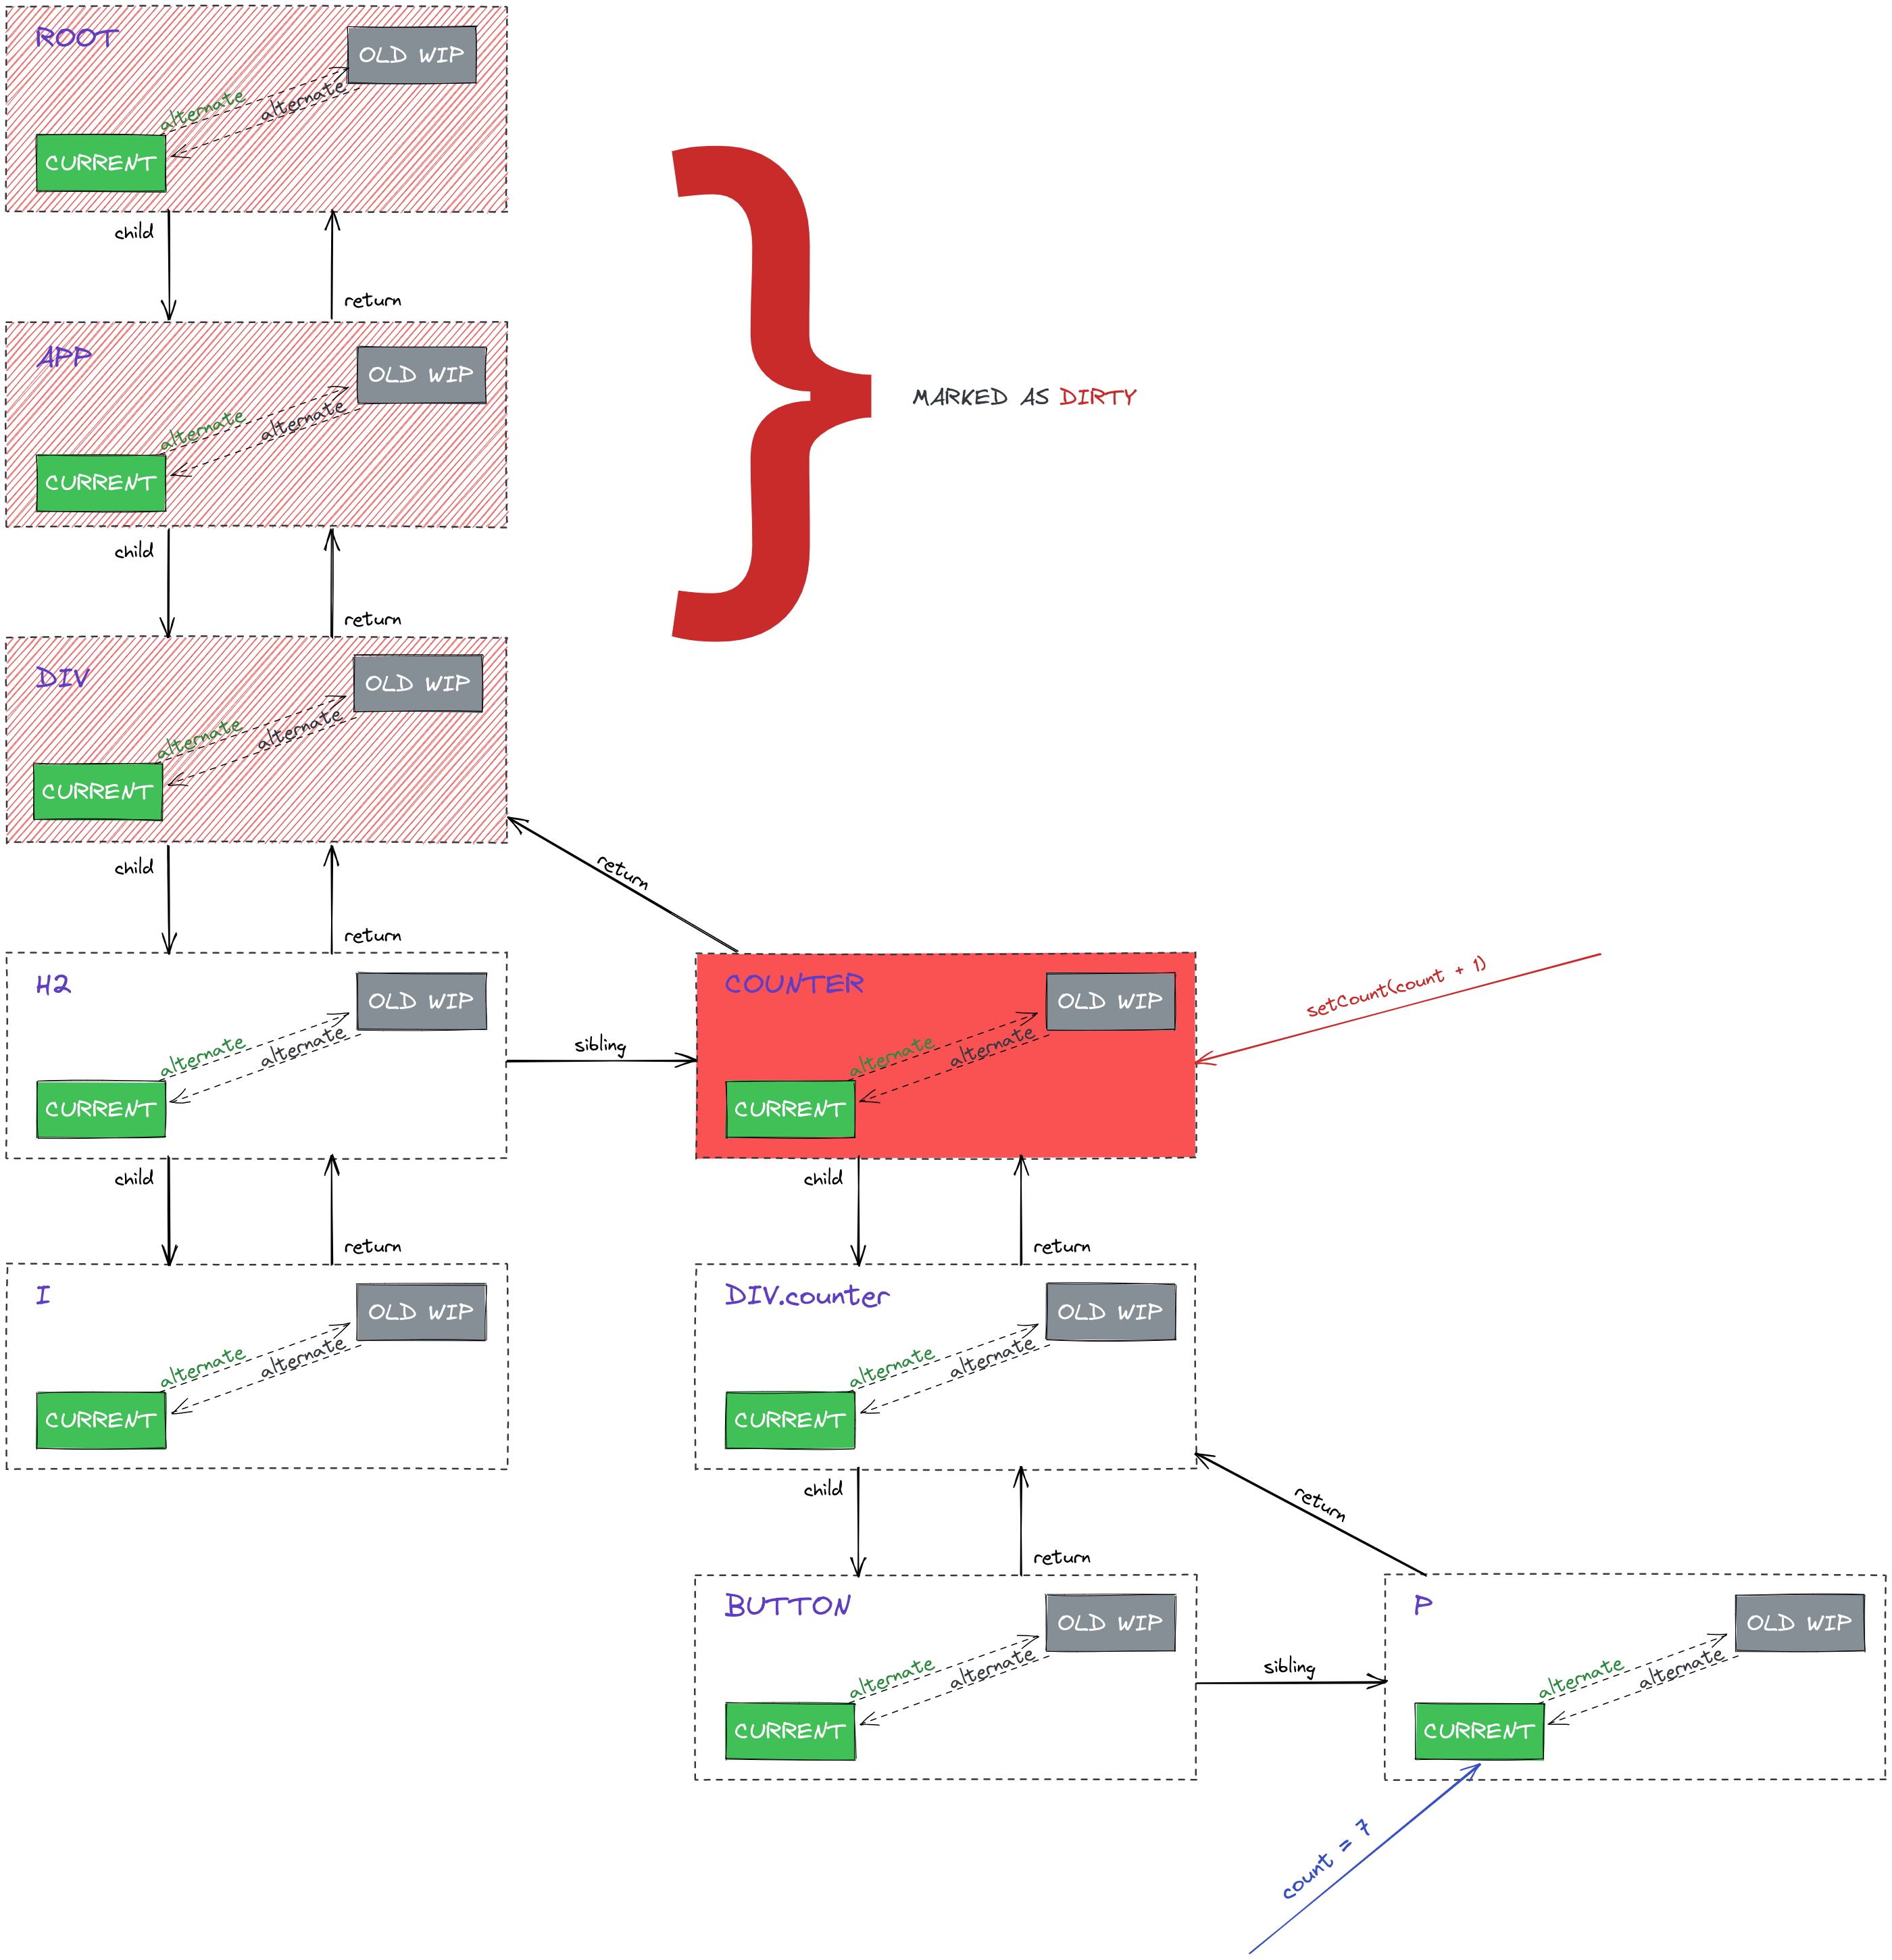 ROOT
OLD WIP
alternate
alternate
CURRENT
child
return
APP
OLD WIP
alternate
alternate
CURRENT
MARKED AS DIRTY
child
return
DIV
OLD WIP
alternate
alternate
CURRENT
child
return
return
H2
OLD WIP
alternate
alternate
CURRENT
sibling
COUNTER
OLD WIP
alternate
alternate
CURRENT
setCount(count + 1)
child
return
child
return
I
OLD WIP
alternate
alternate
CURRENT
DIV.counter
OLD WIP
alternate
alternate
CURRENT
child
return
return
BUTTON
OLD WIP
alternate
alternate
CURRENT
sibling
P
OLD WIP
alternate
alternate
CURRENT
count = 7